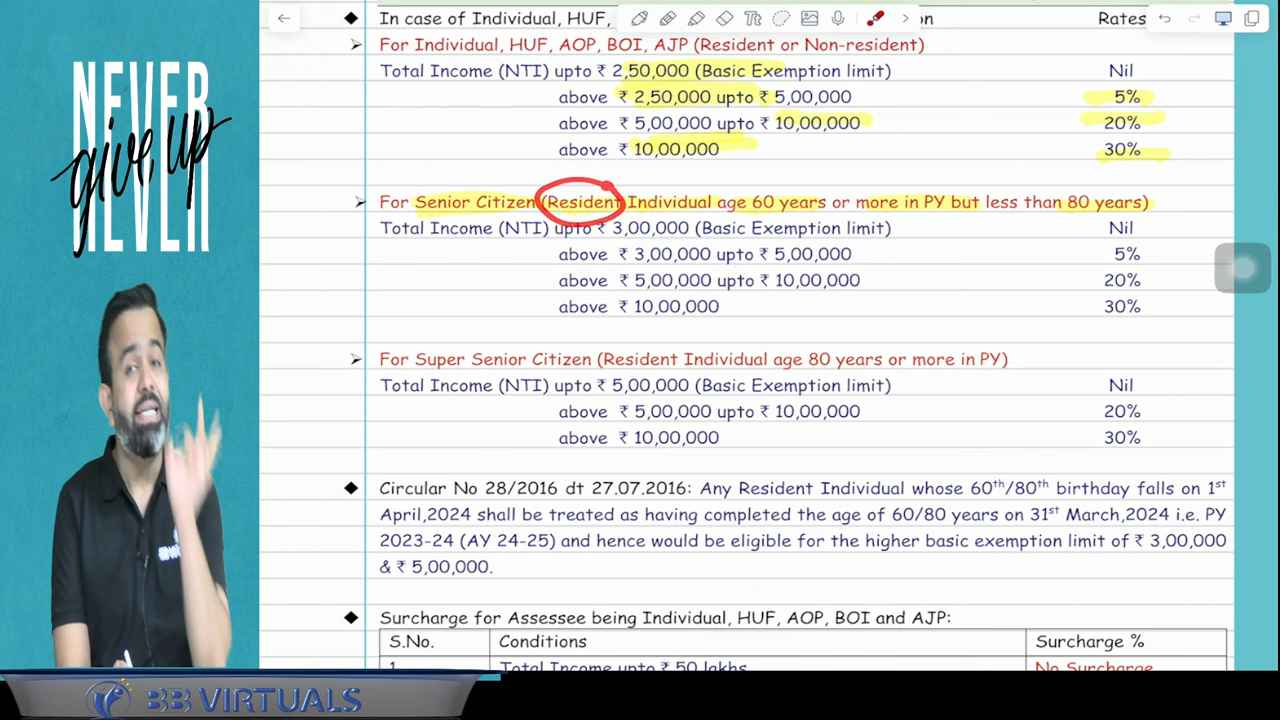 NEVER
give up
NEVER
◆ In case of Individual, HUF,
Rates
➢ For Individual, HUF, AOP, BOI, AJP (Resident or Non-resident)
Total Income (NTI) upto ₹ 2,50,000 (Basic Exemption limit) Nil
above ₹ 2,50,000 upto ₹ 5,00,000 5%
above ₹ 5,00,000 upto ₹ 10,00,000 20%
above ₹ 10,00,000 30%
➢ For Senior Citizen (Resident Individual age 60 years or more in PY but less than 80 years)
Total Income (NTI) upto ₹ 3,00,000 (Basic Exemption limit) Nil
above ₹ 3,00,000 upto ₹ 5,00,000 5%
above ₹ 5,00,000 upto ₹ 10,00,000 20%
above ₹ 10,00,000 30%
➢ For Super Senior Citizen (Resident Individual age 80 years or more in PY)
Total Income (NTI) upto ₹ 5,00,000 (Basic Exemption limit) Nil
above ₹ 5,00,000 upto ₹ 10,00,000 20%
above ₹ 10,00,000 30%
◆ Circular No 28/2016 dt 27.07.2016: Any Resident Individual whose 60th/80th birthday falls on 1st
April,2024 shall be treated as having completed the age of 60/80 years on 31st March,2024 i.e. PY
2023-24 (AY 24-25) and hence would be eligible for the higher basic exemption limit of ₹ 3,00,000
& ₹ 5,00,000.
◆ Surcharge for Assessee being Individual, HUF, AOP, BOI and AJP:
S.No. Conditions Surcharge %
1 Total Income upto ₹ 50 lakhs No Surcharge
BB VIRTUALS